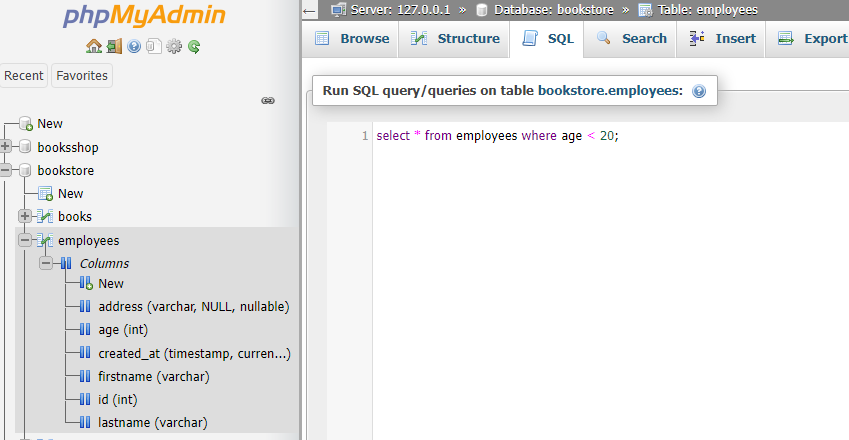 phpMyAdmin
Recent Favorites
New
booksshop
bookstore
New
books
employees
Columns
New
address (varchar, NULL, nullable)
age (int)
created_at (timestamp, curren...)
firstname (varchar)
id (int)
lastname (varchar)
← Server: 127.0.0.1 » Database: bookstore » Table: employees
Browse Structure SQL Search Insert Export
Run SQL query/queries on table bookstore.employees:
1 select * from employees where age < 20;